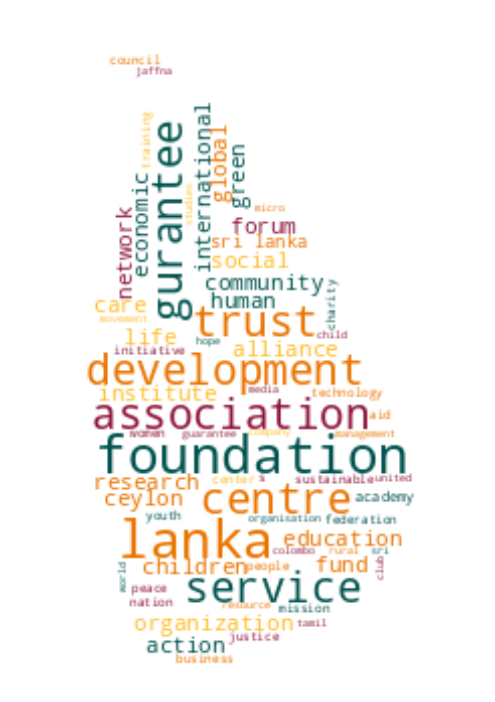 council
jaffna
training
gurantee
international
global
green
economic
studies
network
micro
forum
sri lanka
social
community
human
charity
care
movement
trust
child
life
hope
initiative
alliance
development
media
institute
technology
association
aid
women
guarantee
company
management
foundation
research
center
s
sustainable
united
ceylon
centre
academy
youth
organisation
federation
lanka
education
colombo
rural
sri
world
children
people
fund
club
peace
service
nation
resource
mission
organization
tamil
justice
action
business